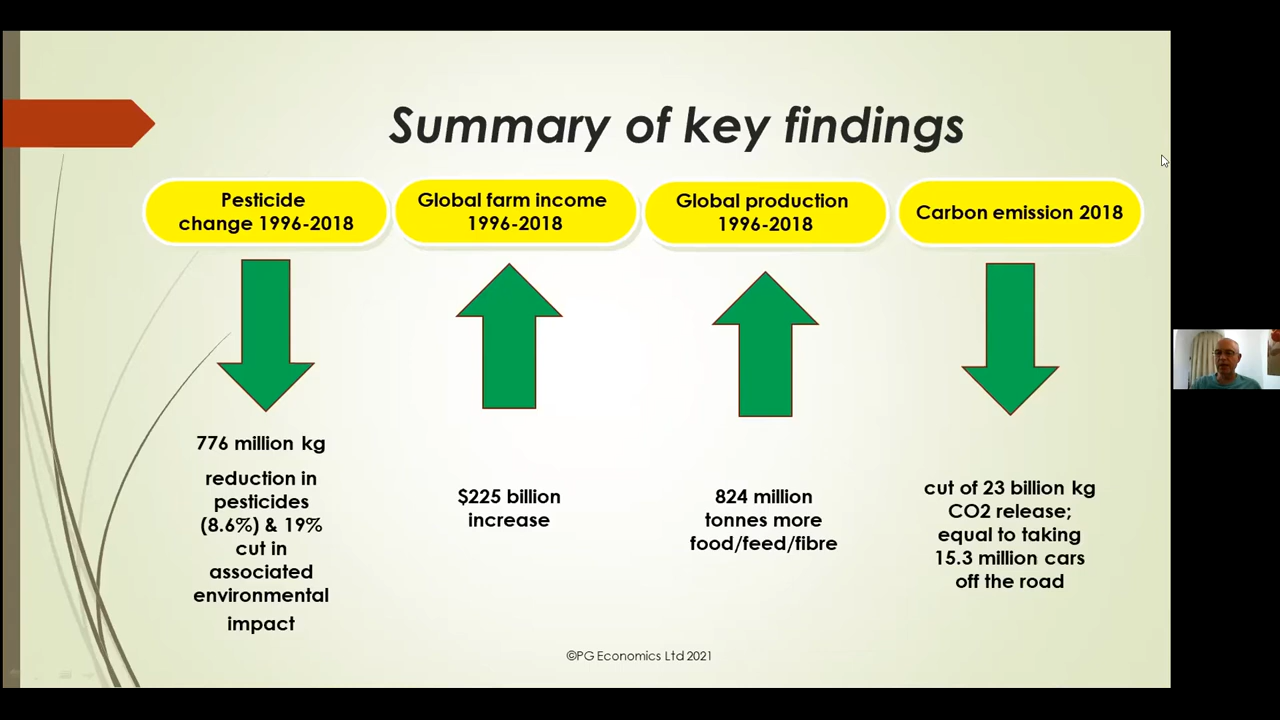 Summary of key findings
Pesticide
change 1996-2018
776 million kg
reduction in
pesticides
(8.6%) & 19%
cut in
associated
environmental
impact
Global farm income
1996-2018
$225 billion
increase
Global production
1996-2018
824 million
tonnes more
food/feed/fibre
Carbon emission 2018
cut of 23 billion kg
CO2 release;
equal to taking
15.3 million cars
off the road
©PG Economics Ltd 2021